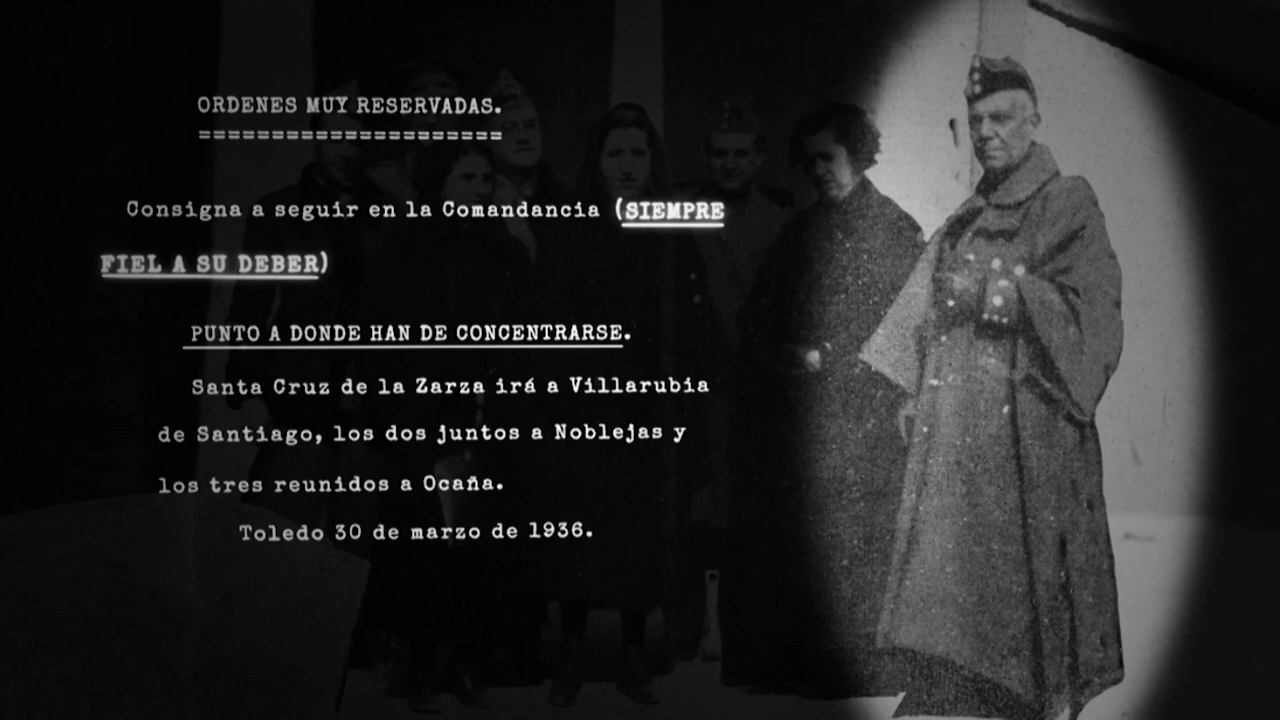 ORDENES MUY RESERVADAS.
=====================
Consigna a seguir en la Comandancia (SIEMPRE
FIEL A SU DEBER)
PUNTO A DONDE HAN DE CONCENTRARSE.
Santa Cruz de la Zarza irá a Villarubia
de Santiago, los dos juntos a Noblejas y
los tres reunidos a Ocaña.
Toledo 30 de marzo de 1936.